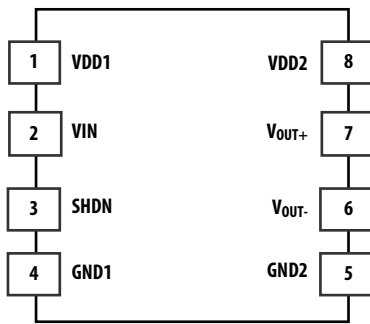 1 VDD1 VDD2 8
2 VIN VOUT+ 7
3 SHDN VOUT- 6
4 GND1 GND2 5